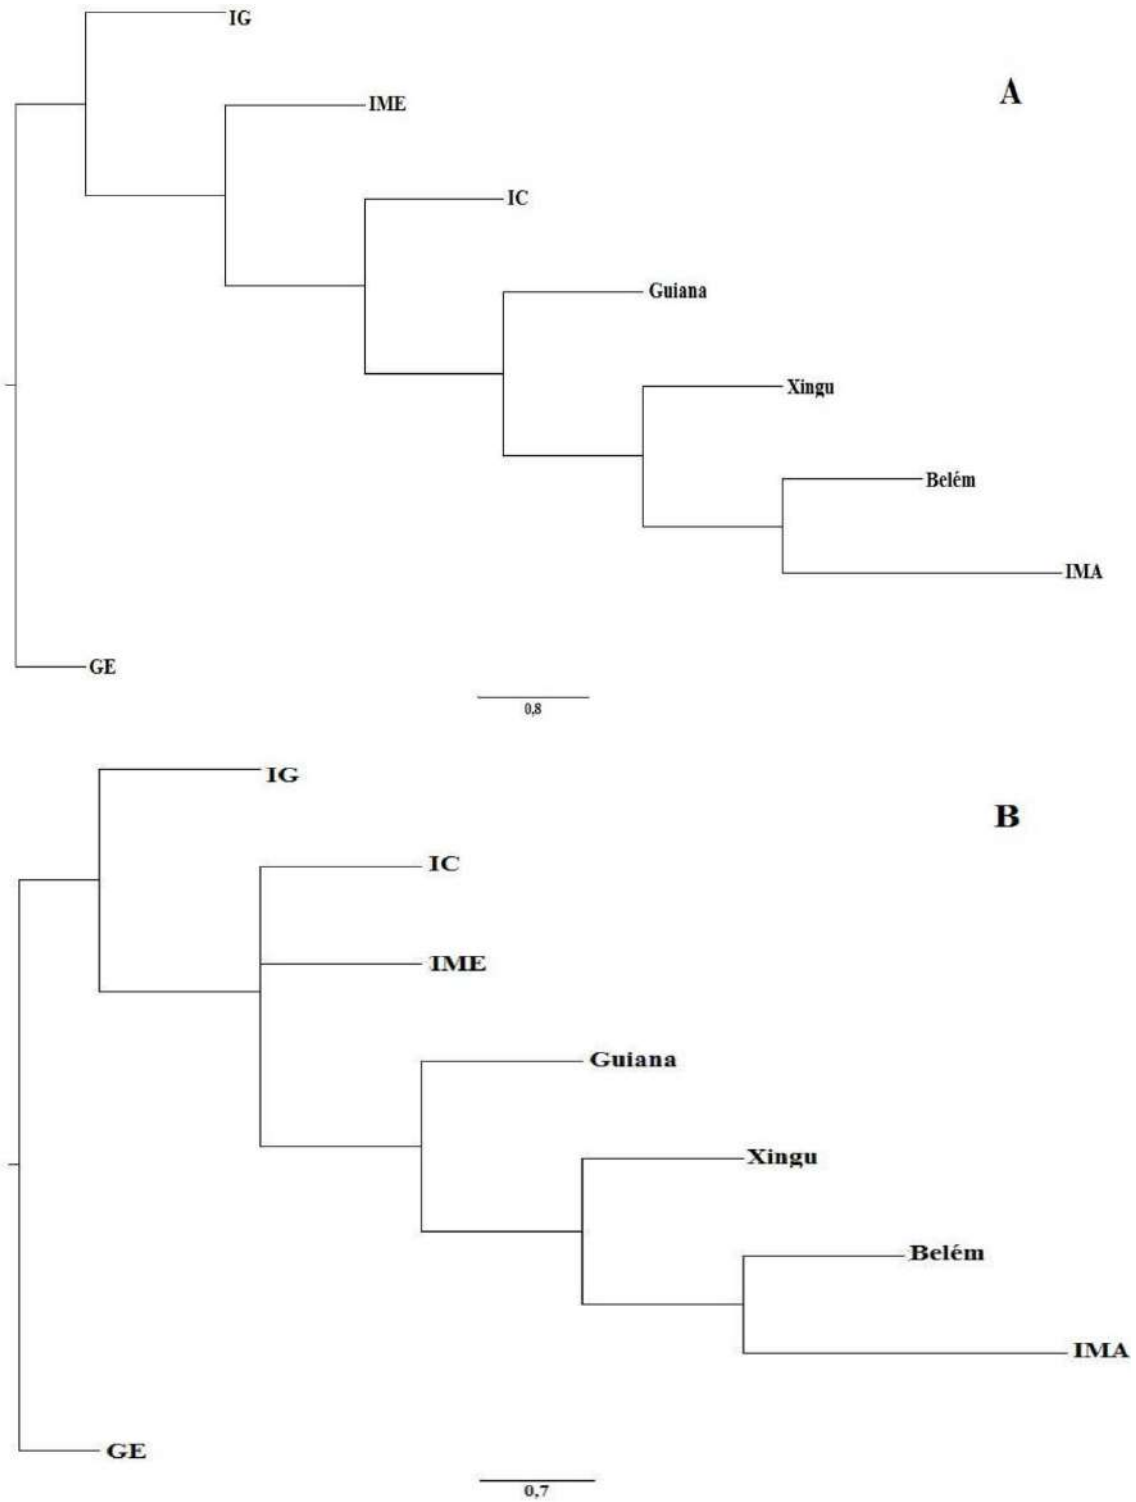 IG
A
IME
IC
Guiana
Xingu
Belém
IMA
GE
0,8
IG
B
IC
IME
Guiana
Xingu
Belém
IMA
GE
0,7